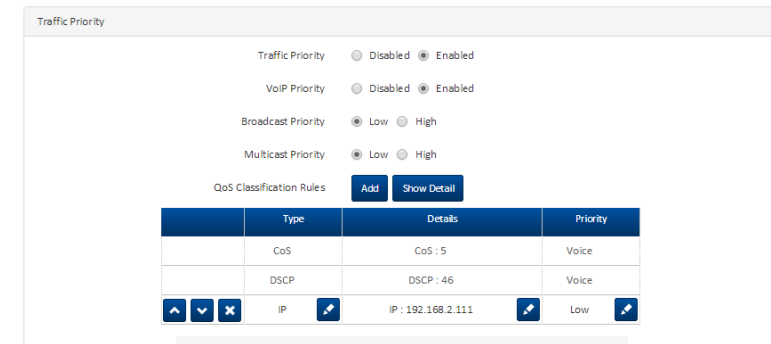 Traffic Priority
Traffic Priority Disabled Enabled
VoIP Priority Disabled Enabled
Broadcast Priority Low High
Multicast Priority Low High
QoS Classification Rules Add Show Detail
Type Details Priority
CoS CoS : 5 Voice
DSCP DSCP : 46 Voice
IP IP : 192.168.2.111 Low